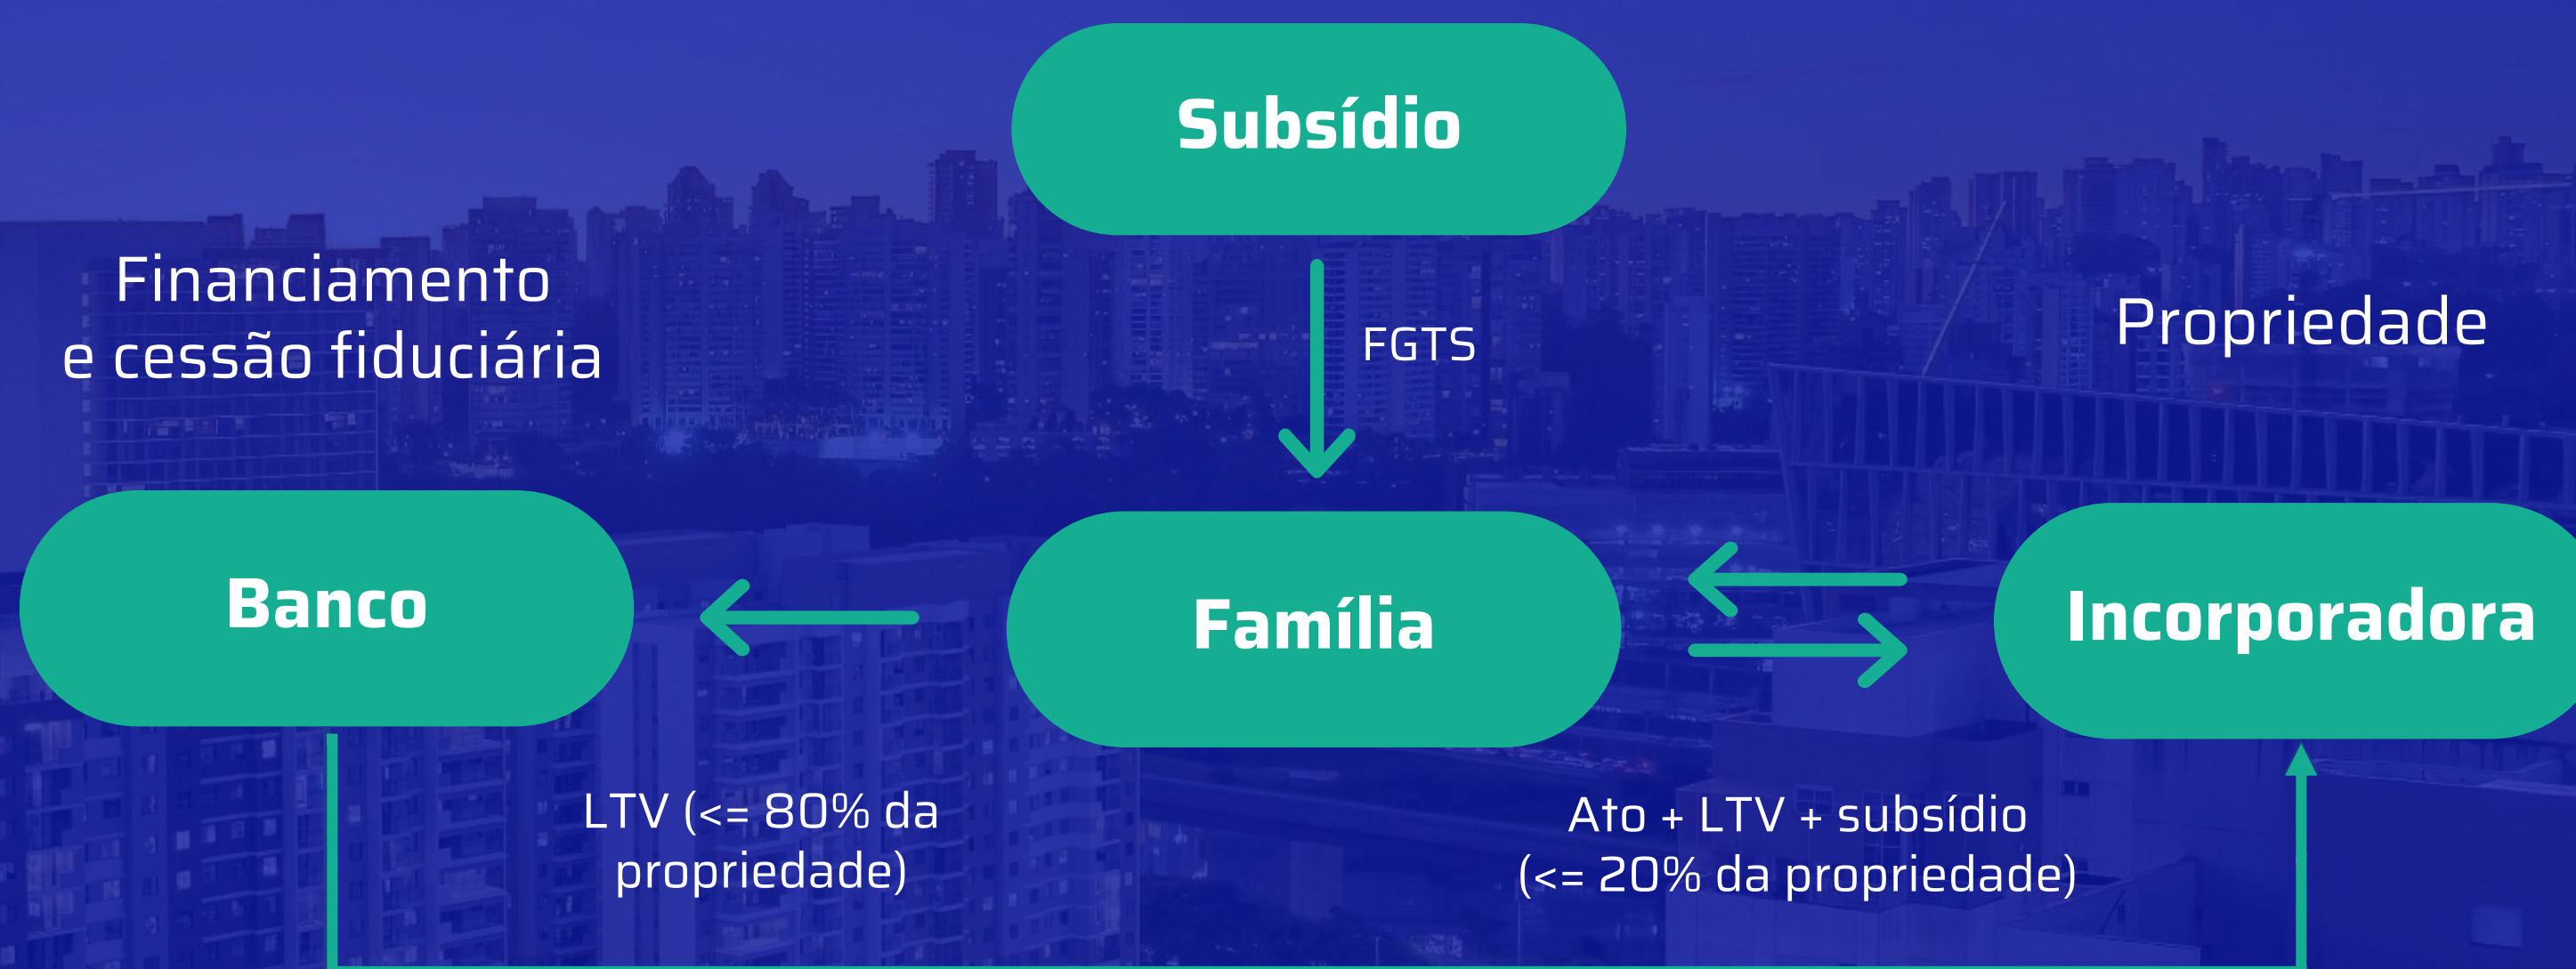 Subsídio
Financiamento
e cessão fiduciária
FGTS
Propriedade
Banco
Família
Incorporadora
LTV (<= 80% da
propriedade)
Ato + LTV + subsídio
(<= 20% da propriedade)